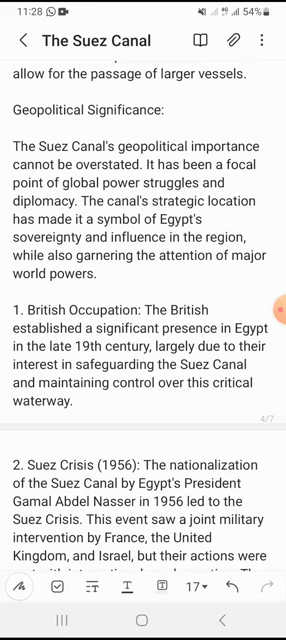 11:28 54%
The Suez Canal
allow for the passage of larger vessels.
Geopolitical Significance:
The Suez Canal's geopolitical importance
cannot be overstated. It has been a focal
point of global power struggles and
diplomacy. The canal's strategic location
has made it a symbol of Egypt's
sovereignty and influence in the region,
while also garnering the attention of major
world powers.
1. British Occupation: The British
established a significant presence in Egypt
in the late 19th century, largely due to their
interest in safeguarding the Suez Canal
and maintaining control over this critical
waterway.
4/7
2. Suez Crisis (1956): The nationalization
of the Suez Canal by Egypt's President
Gamal Abdel Nasser in 1956 led to the
Suez Crisis. This event saw a joint military
intervention by France, the United
Kingdom, and Israel, but their actions were
17